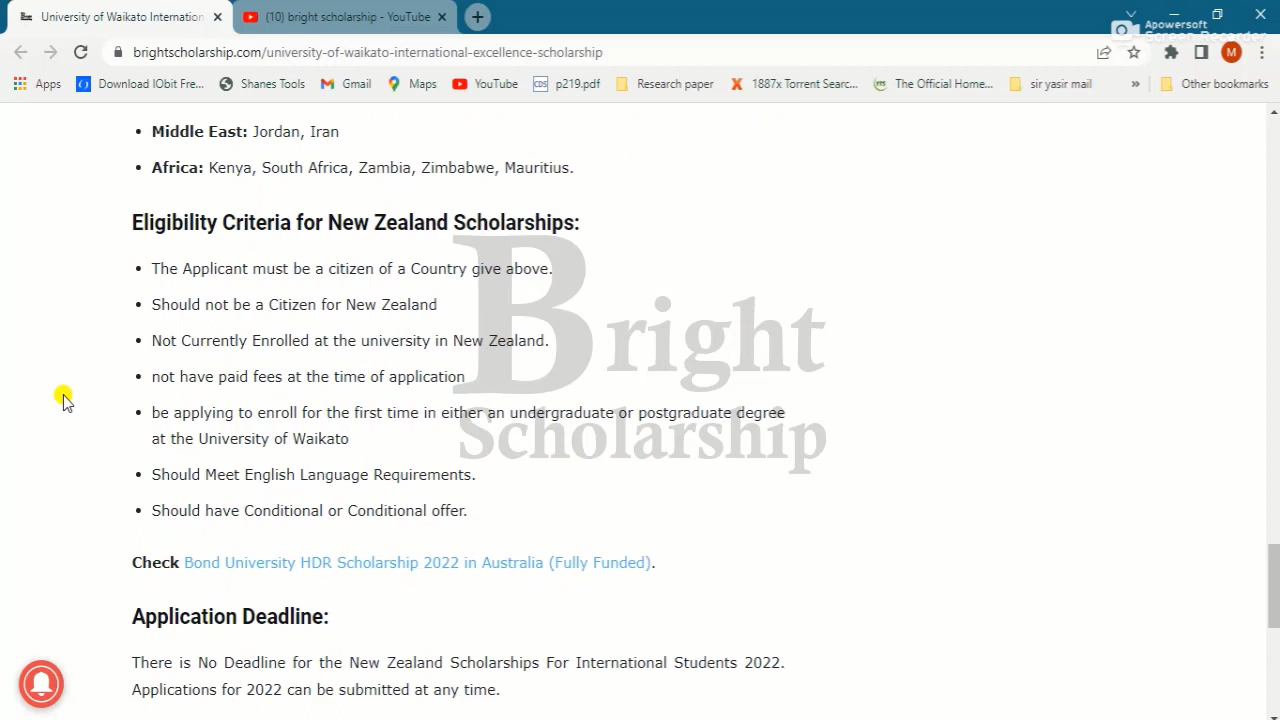 University of Waikato Internation
(10) bright scholarship - YouTube
Apowersoft
Screen Recorder
brightscholarship.com/university-of-waikato-international-excellence-scholarship
M
Apps
Download IObit Fre...
Shanes Tools
Gmail
Maps
YouTube
CDS
p219.pdf
Research paper
1887x Torrent Searc...
The Official Home...
sir yasir mail
»
Other bookmarks
• Middle East: Jordan, Iran
• Africa: Kenya, South Africa, Zambia, Zimbabwe, Mauritius.
Eligibility Criteria for New Zealand Scholarships:
• The Applicant must be a citizen of a Country give above.
• Should not be a Citizen for New Zealand
• Not Currently Enrolled at the university in New Zealand.
• not have paid fees at the time of application
• be applying to enroll for the first time in either an undergraduate or postgraduate degree
at the University of Waikato
• Should Meet English Language Requirements.
• Should have Conditional or Conditional offer.
Bright
Scholarship
Check Bond University HDR Scholarship 2022 in Australia (Fully Funded).
Application Deadline:
There is No Deadline for the New Zealand Scholarships For International Students 2022.
Applications for 2022 can be submitted at any time.